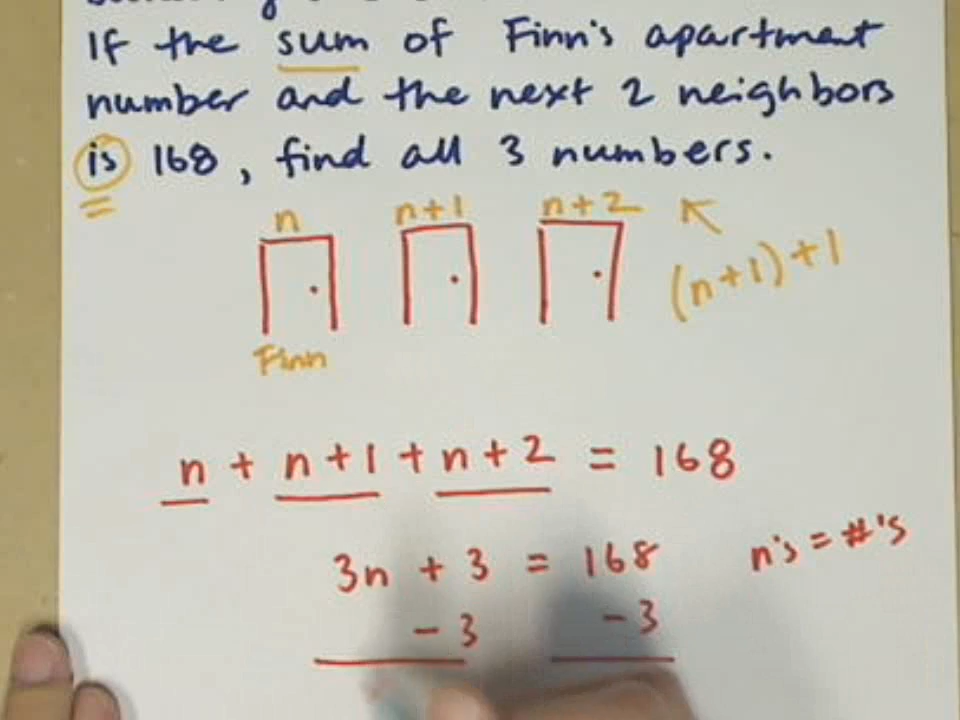 If the sum of Finn's apartment
number and the next 2 neighbors
is 168, find all 3 numbers.
n n+1 n+2
(n+1)+1
Finn
n + n+1 + n+2 = 168
3n + 3 = 168 n's = #'s
- 3 - 3